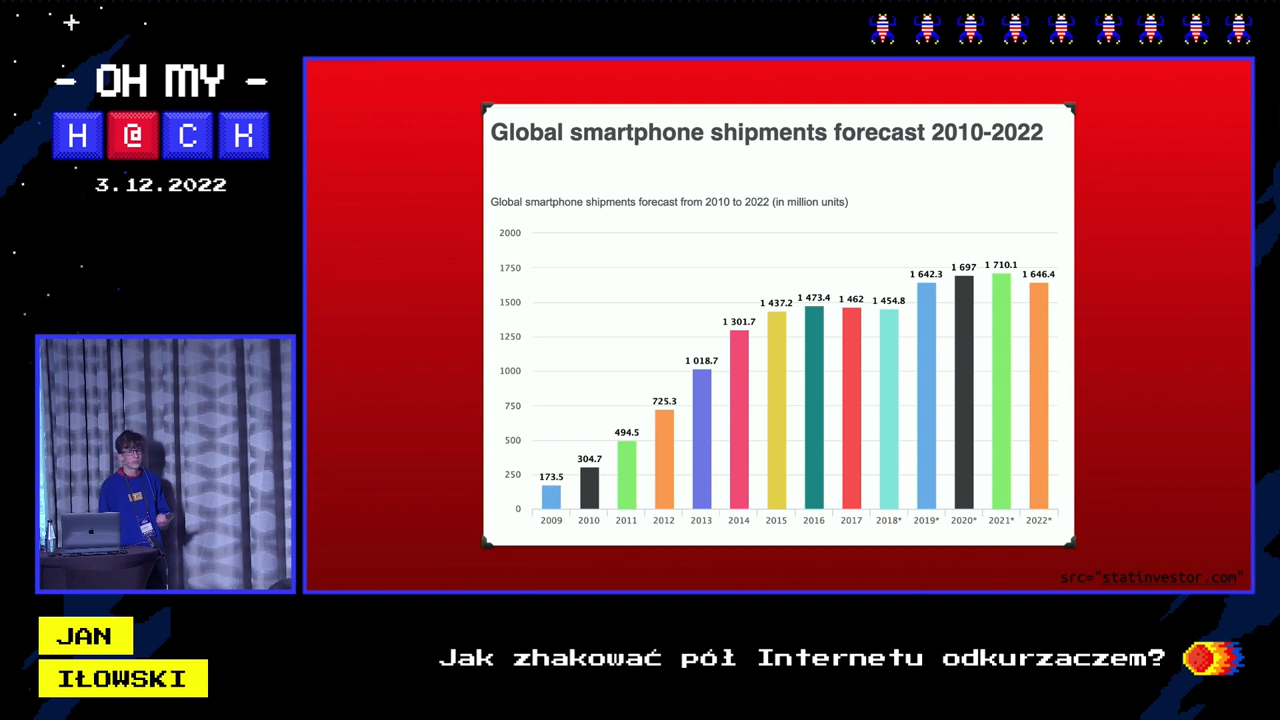 - OH MY -
H @ C K
3.12.2022
Global smartphone shipments forecast 2010-2022
Global smartphone shipments forecast from 2010 to 2022 (in million units)
2000
1750
1500
1250
1000
750
500
250
0
173.5
304.7
494.5
725.3
1 018.7
1 301.7
1 437.2
1 473.4
1 462
1 454.8
1 642.3
1 697
1 710.1
1 646.4
2009 2010 2011 2012 2013 2014 2015 2016 2017 2018* 2019* 2020* 2021* 2022*
src="statinvestor.com"
JAN
IŁOWSKI
Jak zhakować pół Internetu odkurzaczem?